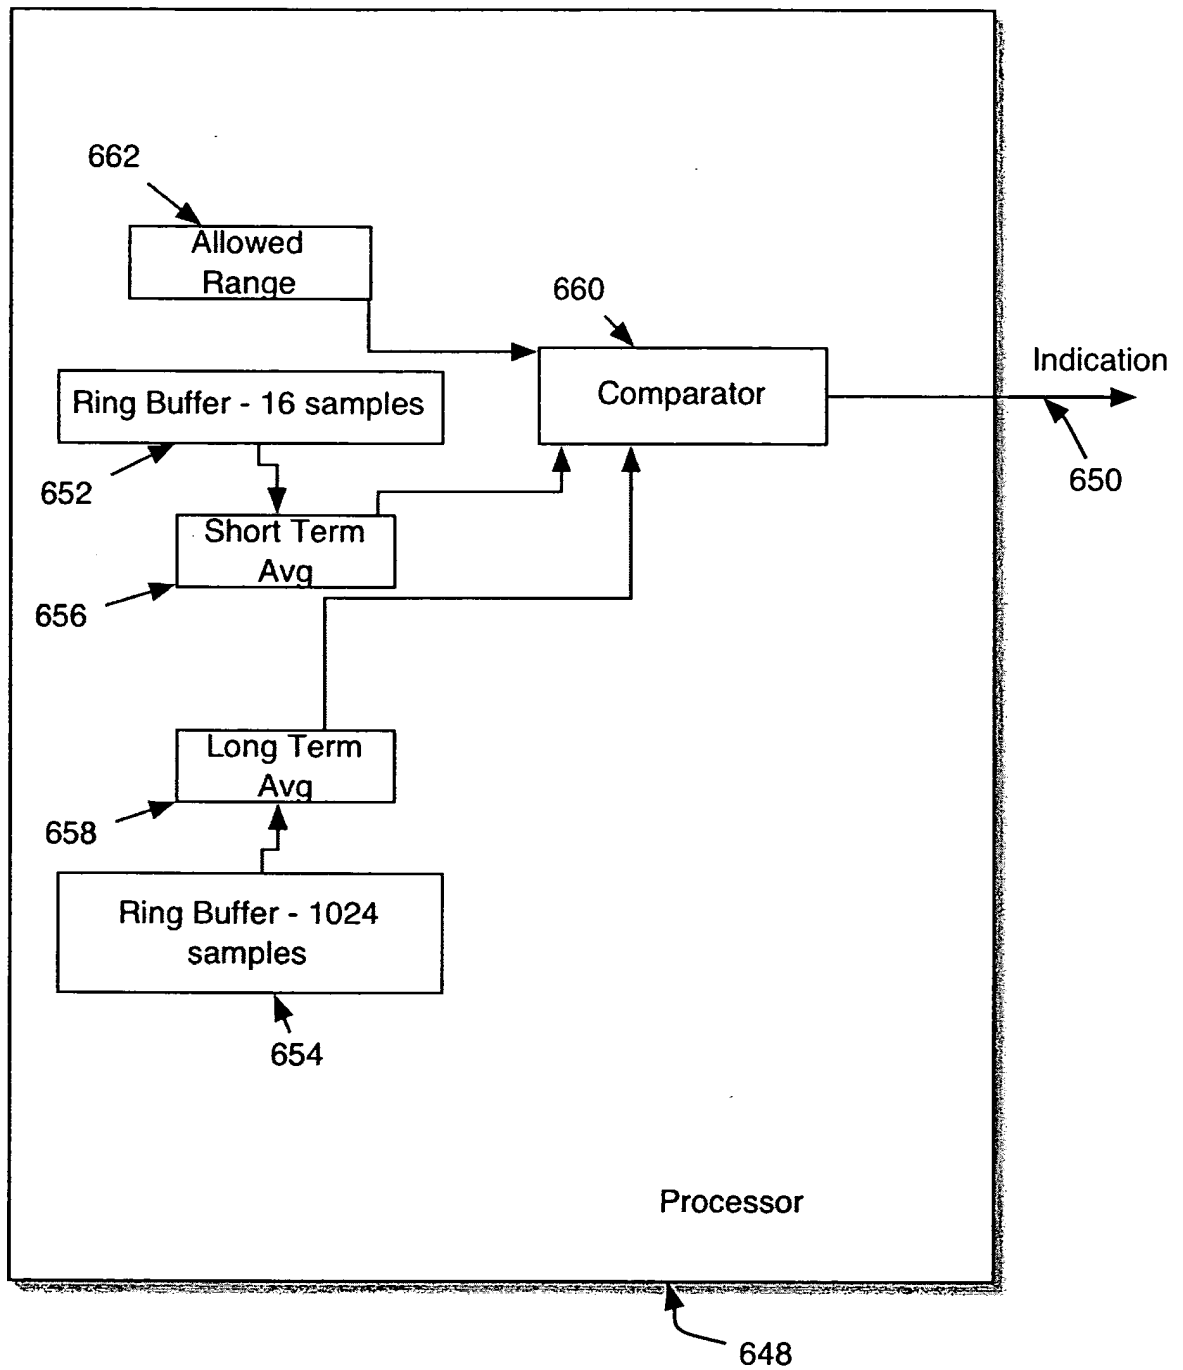 662
Allowed
Range
660
Comparator
Indication
650
Ring Buffer - 16 samples
652
Short Term
Avg
656
Long Term
Avg
658
Ring Buffer - 1024
samples
654
Processor
648